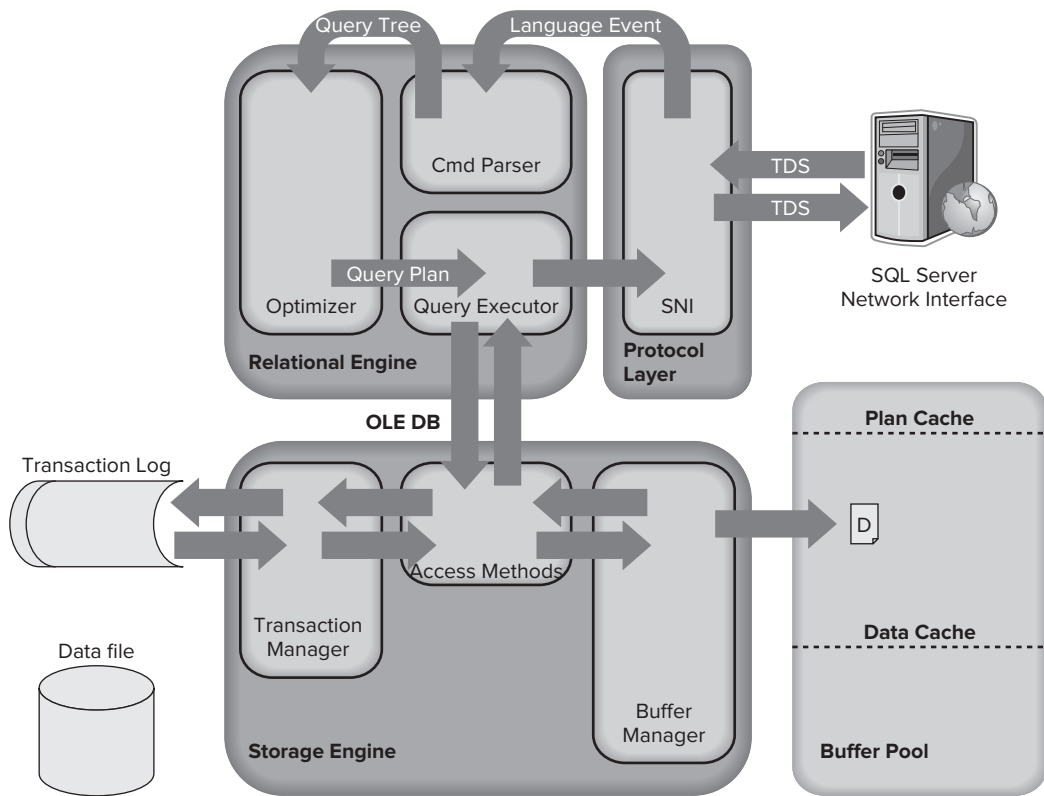 Query Tree
Language Event
Cmd Parser
TDS
TDS
Query Plan
Optimizer
Query Executor
SNI
SQL Server
Network Interface
Relational Engine
Protocol
Layer
OLE DB
Plan Cache
Transaction Log
D
Access Methods
Transaction
Manager
Data Cache
Data file
Buffer
Manager
Storage Engine
Buffer Pool